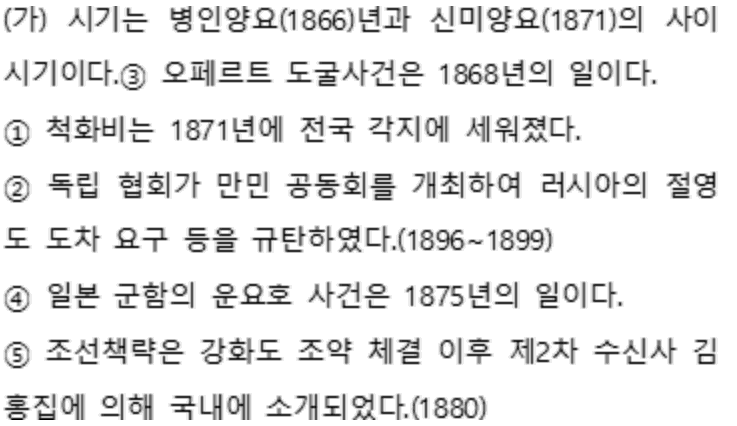 (가) 시기는 병인양요(1866)년과 신미양요(1871)의 사이
시기이다.③ 오페르트 도굴사건은 1868년의 일이다.
① 척화비는 1871년에 전국 각지에 세워졌다.
② 독립 협회가 만민 공동회를 개최하여 러시아의 절영
도 도차 요구 등을 규탄하였다.(1896~1899)
④ 일본 군함의 운요호 사건은 1875년의 일이다.
⑤ 조선책략은 강화도 조약 체결 이후 제2차 수신사 김
홍집에 의해 국내에 소개되었다.(1880)